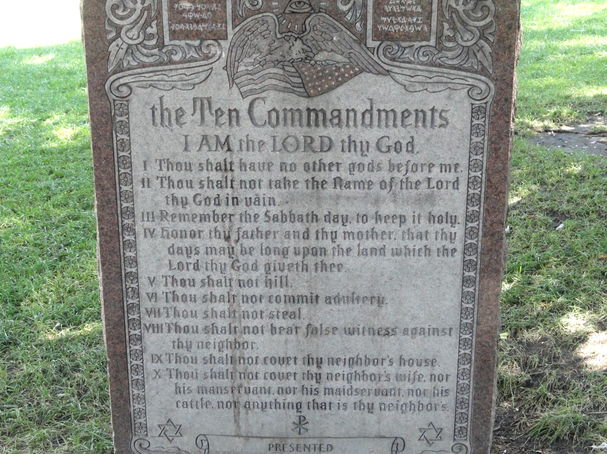 the Ten Commandments
I AM the LORD thy God.
I Thou shalt have no other gods before me.
II Thou shalt not take the Name of the Lord
thy God in vain.
III Remember the Sabbath day, to keep it holy.
IV Honor thy father and thy mother, that thy
days may be long upon the land which the
Lord thy God giveth thee.
V Thou shalt not kill.
VI Thou shalt not commit adultery.
VII Thou shalt not steal.
VIII Thou shalt not bear false witness against
thy neighbor.
IX Thou shalt not covet thy neighbor's house.
X Thou shalt not covet thy neighbor's wife, nor
his manservant, nor his maidservant, nor his
cattle, nor anything that is thy neighbor's.
PRESENTED